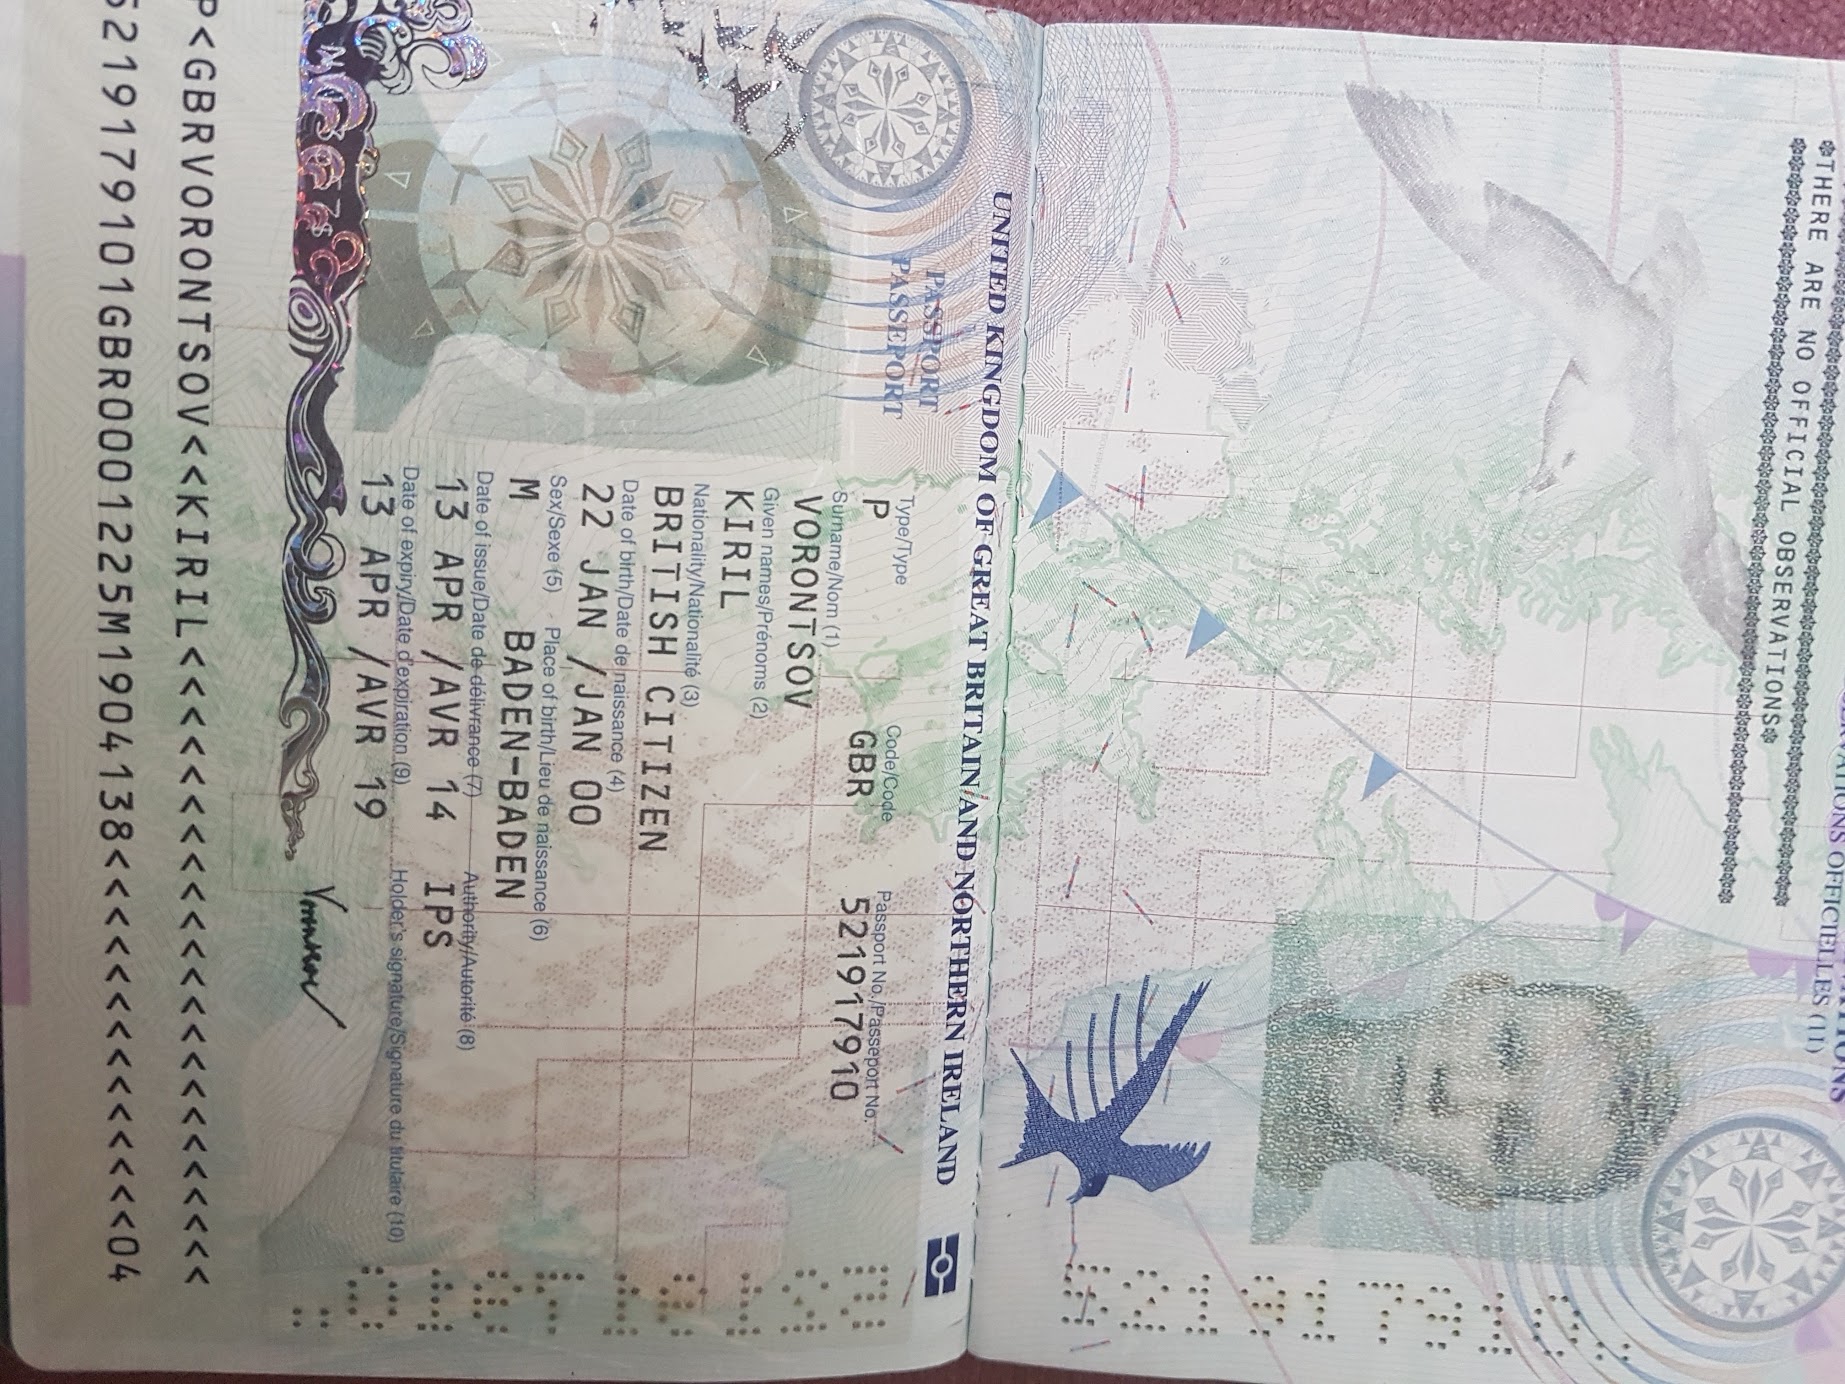 OFFICIELLES (11)
*THERE ARE NO OFFICIAL OBSERVATIONS*
521917910
UNITED KINGDOM OF GREAT BRITAIN AND NORTHERN IRELAND
PASSPORT
PASSEPORT
Type/Type Code/Code Passport No./Passeport No.
P GBR 521917910
Surname/Nom (1)
VORONTSOV
Given names/Prénoms (2)
KIRIL
Nationality/Nationalité (3)
BRITISH CITIZEN
Date of birth/Date de naissance (4)
22 JAN /JAN 00
Sex/Sexe (5) Place of birth/Lieu de naissance (6)
M BADEN-BADEN
Date of issue/Date de délivrance (7) Authority/Autorité (8)
13 APR /AVR 14 IPS
Date of expiry/Date d'expiration (9) Holder's signature/Signature du titulaire (10)
13 APR /AVR 19
P<GBRVORONTSOV<<KIRIL<<<<<<<<<<<<<<<<<<<<<<<
5219179101GBR0001225M1904138<<<<<<<<<<<<<<04